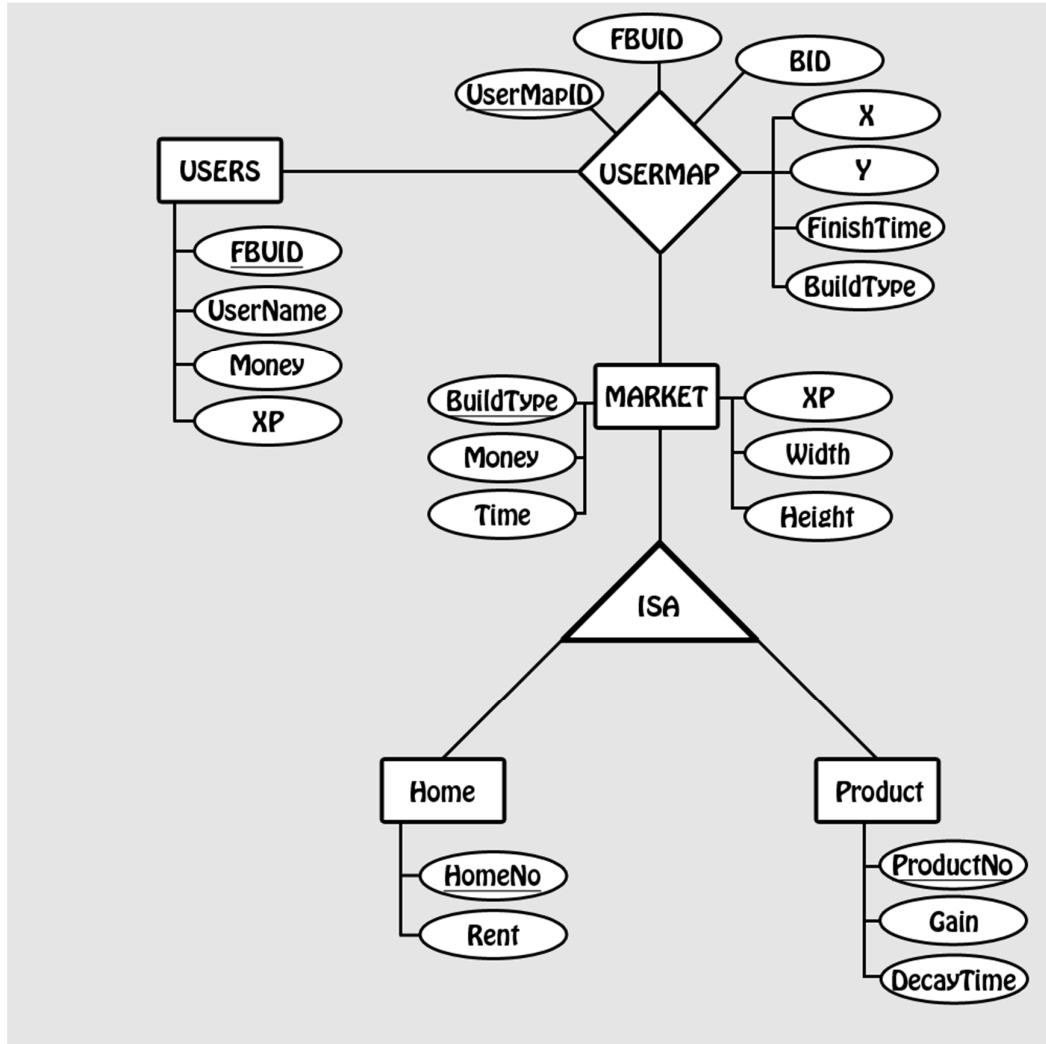 FBUID
BID
UserMapID
X
USERS
USERMAP
Y
FinishTime
FBUID
BuildType
UserName
Money
XP
BuildType
MARKET
XP
Money
Width
Time
Height
ISA
Home
Product
HomeNo
ProductNo
Rent
Gain
DecayTime